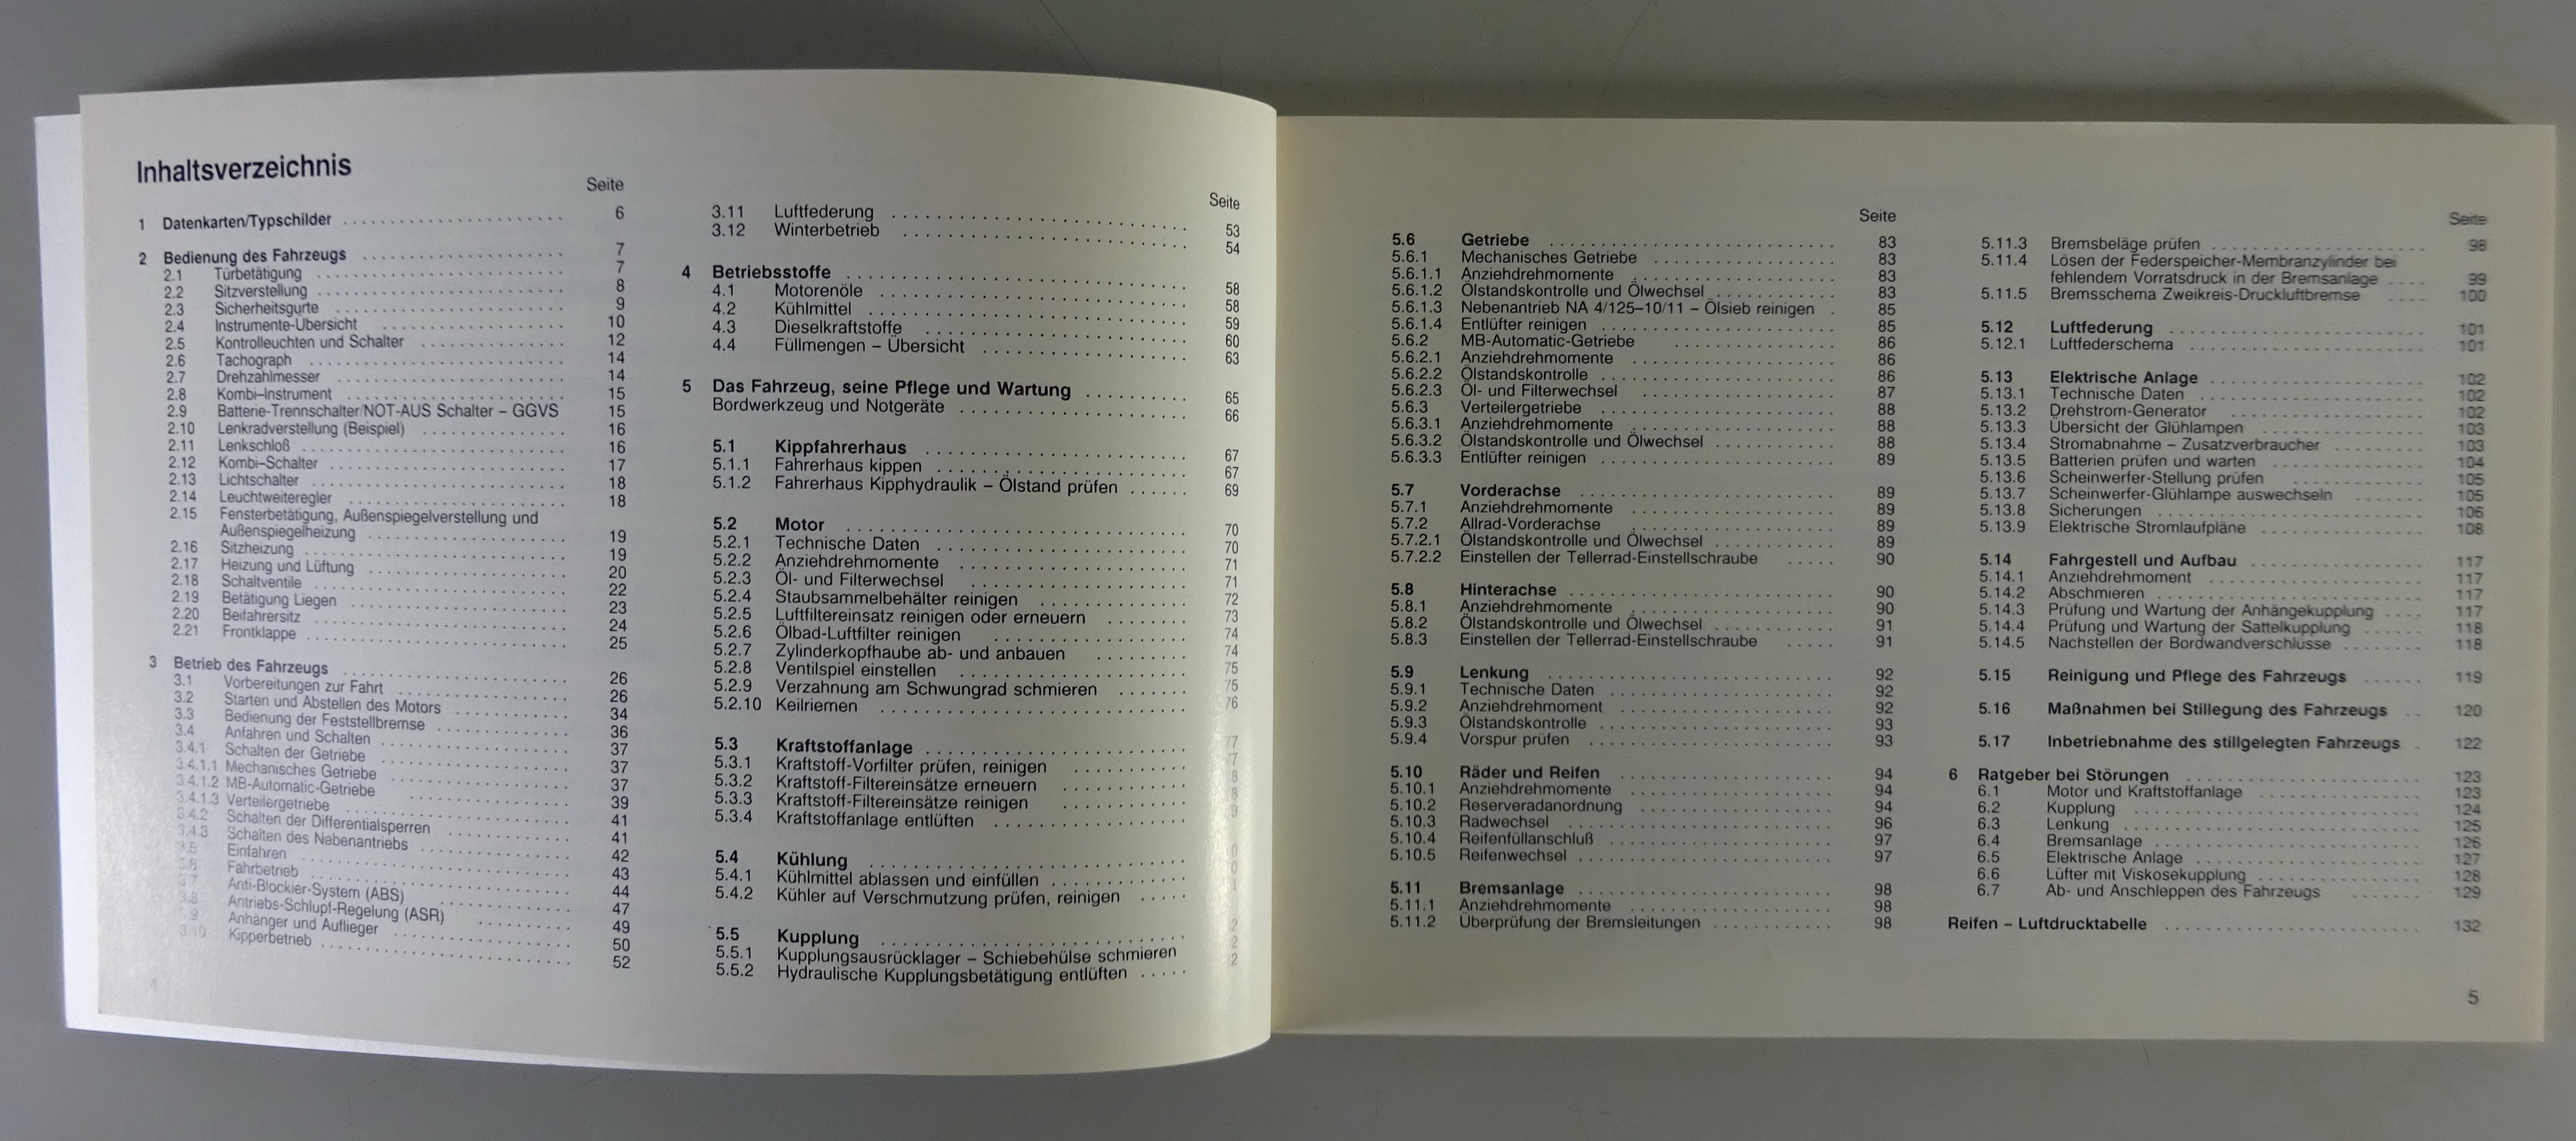 Inhaltsverzeichnis
Seite
1 Datenkarten/Typschilder 6
2 Bedienung des Fahrzeugs 7
2.1 Türbetätigung 7
2.2 Sitzverstellung 8
2.3 Sicherheitsgurte 9
2.4 Instrumente-Übersicht 10
2.5 Kontrolleuchten und Schalter 12
2.6 Tachograph 14
2.7 Drehzahlmesser 14
2.8 Kombi-Instrument 15
2.9 Batterie-Trennschalter/NOT-AUS Schalter – GGVS 15
2.10 Lenkradverstellung (Beispiel) 16
2.11 Lenkschloß 16
2.12 Kombi–Schalter 17
2.13 Lichtschalter 18
2.14 Leuchtweiteregler 18
2.15 Fensterbetätigung, Außenspiegelverstellung und
Außenspiegelheizung 19
2.16 Sitzheizung 19
2.17 Heizung und Lüftung 20
2.18 Schaltventile 22
2.19 Betätigung Liegen 23
2.20 Beifahrersitz 24
2.21 Frontklappe 25
3 Betrieb des Fahrzeugs 26
3.1 Vorbereitungen zur Fahrt 26
3.2 Starten und Abstellen des Motors 34
3.3 Bedienung der Feststellbremse 36
3.4 Anfahren und Schalten 37
3.4.1 Schalten der Getriebe 37
3.4.1.1 Mechanisches Getriebe 37
3.4.1.2 MB-Automatic-Getriebe 39
3.4.1.3 Verteilergetriebe 41
3.4.2 Schalten der Differentialsperren 41
3.4.3 Schalten des Nebenantriebs 42
3.5 Einfahren 43
3.6 Fahrbetrieb 44
3.7 Anti-Blockier-System (ABS) 47
3.8 Antriebs-Schlupf-Regelung (ASR) 49
3.9 Anhänger und Auflieger 50
3.10 Kipperbetrieb 52
Seite
3.11 Luftfederung 53
3.12 Winterbetrieb 54
4 Betriebsstoffe 58
4.1 Motorenöle 58
4.2 Kühlmittel 59
4.3 Dieselkraftstoffe 60
4.4 Füllmengen – Übersicht 63
5 Das Fahrzeug, seine Pflege und Wartung 65
Bordwerkzeug und Notgeräte 66
5.1 Kippfahrerhaus 67
5.1.1 Fahrerhaus kippen 67
5.1.2 Fahrerhaus Kipphydraulik – Ölstand prüfen 69
5.2 Motor 70
5.2.1 Technische Daten 70
5.2.2 Anziehdrehmomente 71
5.2.3 Öl- und Filterwechsel 71
5.2.4 Staubsammelbehälter reinigen 72
5.2.5 Luftfiltereinsatz reinigen oder erneuern 73
5.2.6 Ölbad-Luftfilter reinigen 74
5.2.7 Zylinderkopfhaube ab- und anbauen 74
5.2.8 Ventilspiel einstellen 75
5.2.9 Verzahnung am Schwungrad schmieren 75
5.2.10 Keilriemen 76
5.3 Kraftstoffanlage 77
5.3.1 Kraftstoff-Vorfilter prüfen, reinigen
5.3.2 Kraftstoff-Filtereinsätze erneuern
5.3.3 Kraftstoff-Filtereinsätze reinigen
5.3.4 Kraftstoffanlage entlüften
5.4 Kühlung
5.4.1 Kühlmittel ablassen und einfüllen
5.4.2 Kühler auf Verschmutzung prüfen, reinigen
5.5 Kupplung
5.5.1 Kupplungsausrücklager – Schiebehülse schmieren
5.5.2 Hydraulische Kupplungsbetätigung entlüften
Seite
5.6 Getriebe 83
5.6.1 Mechanisches Getriebe 83
5.6.1.1 Anziehdrehmomente 83
5.6.1.2 Ölstandskontrolle und Ölwechsel 83
5.6.1.3 Nebenantrieb NA 4/125–10/11 – Ölsieb reinigen 85
5.6.1.4 Entlüfter reinigen 85
5.6.2 MB-Automatic-Getriebe 86
5.6.2.1 Anziehdrehmomente 86
5.6.2.2 Ölstandskontrolle 86
5.6.2.3 Öl- und Filterwechsel 87
5.6.3 Verteilergetriebe 88
5.6.3.1 Anziehdrehmomente 88
5.6.3.2 Ölstandskontrolle und Ölwechsel 88
5.6.3.3 Entlüfter reinigen 89
5.7 Vorderachse 89
5.7.1 Anziehdrehmomente 89
5.7.2 Allrad-Vorderachse 89
5.7.2.1 Ölstandskontrolle und Ölwechsel 89
5.7.2.2 Einstellen der Tellerrad-Einstellschraube 90
5.8 Hinterachse 90
5.8.1 Anziehdrehmomente 90
5.8.2 Ölstandskontrolle und Ölwechsel 91
5.8.3 Einstellen der Tellerrad-Einstellschraube 91
5.9 Lenkung 92
5.9.1 Technische Daten 92
5.9.2 Anziehdrehmoment 92
5.9.3 Ölstandskontrolle 93
5.9.4 Vorspur prüfen 93
5.10 Räder und Reifen 94
5.10.1 Anziehdrehmomente 94
5.10.2 Reserveradanordnung 94
5.10.3 Radwechsel 96
5.10.4 Reifenfüllanschluß 97
5.10.5 Reifenwechsel 97
5.11 Bremsanlage 98
5.11.1 Anziehdrehmomente 98
5.11.2 Überprüfung der Bremsleitungen 98
Seite
5.11.3 Bremsbeläge prüfen 98
5.11.4 Lösen der Federspeicher-Membranzylinder bei
fehlendem Vorratsdruck in der Bremsanlage 99
5.11.5 Bremsschema Zweikreis-Druckluftbremse 100
5.12 Luftfederung 101
5.12.1 Luftfederschema 101
5.13 Elektrische Anlage 102
5.13.1 Technische Daten 102
5.13.2 Drehstrom-Generator 102
5.13.3 Übersicht der Glühlampen 103
5.13.4 Stromabnahme – Zusatzverbraucher 103
5.13.5 Batterien prüfen und warten 104
5.13.6 Scheinwerfer-Stellung prüfen 105
5.13.7 Scheinwerfer-Glühlampe auswechseln 105
5.13.8 Sicherungen 106
5.13.9 Elektrische Stromlaufpläne 108
5.14 Fahrgestell und Aufbau 117
5.14.1 Anziehdrehmoment 117
5.14.2 Abschmieren 117
5.14.3 Prüfung und Wartung der Anhängekupplung 117
5.14.4 Prüfung und Wartung der Sattelkupplung 118
5.14.5 Nachstellen der Bordwandverschlüsse 118
5.15 Reinigung und Pflege des Fahrzeugs 119
5.16 Maßnahmen bei Stillegung des Fahrzeugs 120
5.17 Inbetriebnahme des stillgelegten Fahrzeugs 122
6 Ratgeber bei Störungen 123
6.1 Motor und Kraftstoffanlage 123
6.2 Kupplung 124
6.3 Lenkung 125
6.4 Bremsanlage 126
6.5 Elektrische Anlage 127
6.6 Lüfter mit Viskosekupplung 128
6.7 Ab- und Anschleppen des Fahrzeugs 129
Reifen – Luftdrucktabelle 132
5